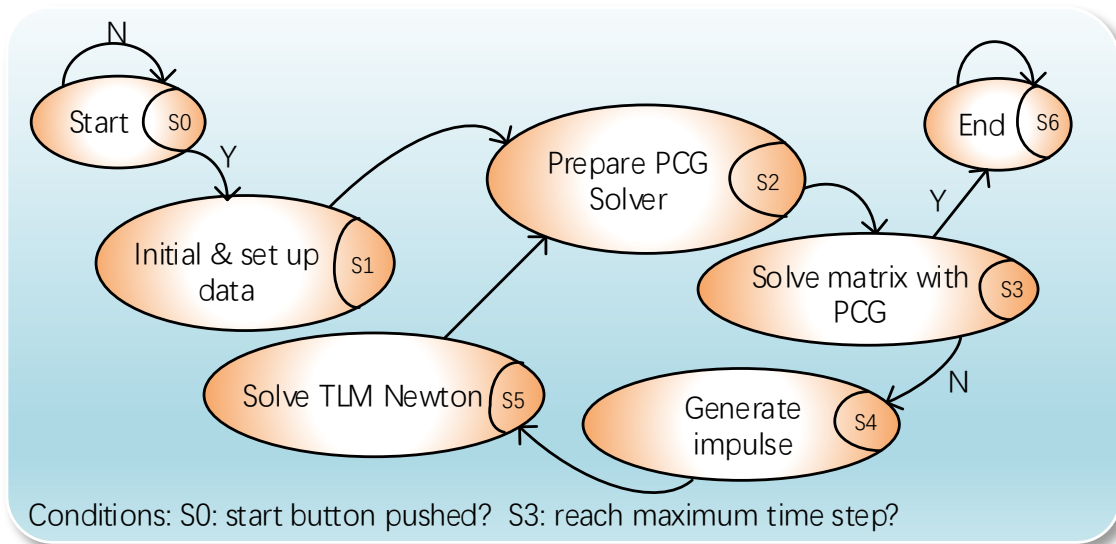 N
Start
S0
Y
Initial & set up
data
S1
Prepare PCG
Solver
S2
End
S6
Y
Solve matrix with
PCG
S3
N
Generate
impulse
S4
Solve TLM Newton
S5
Conditions: S0: start button pushed?  S3: reach maximum time step?